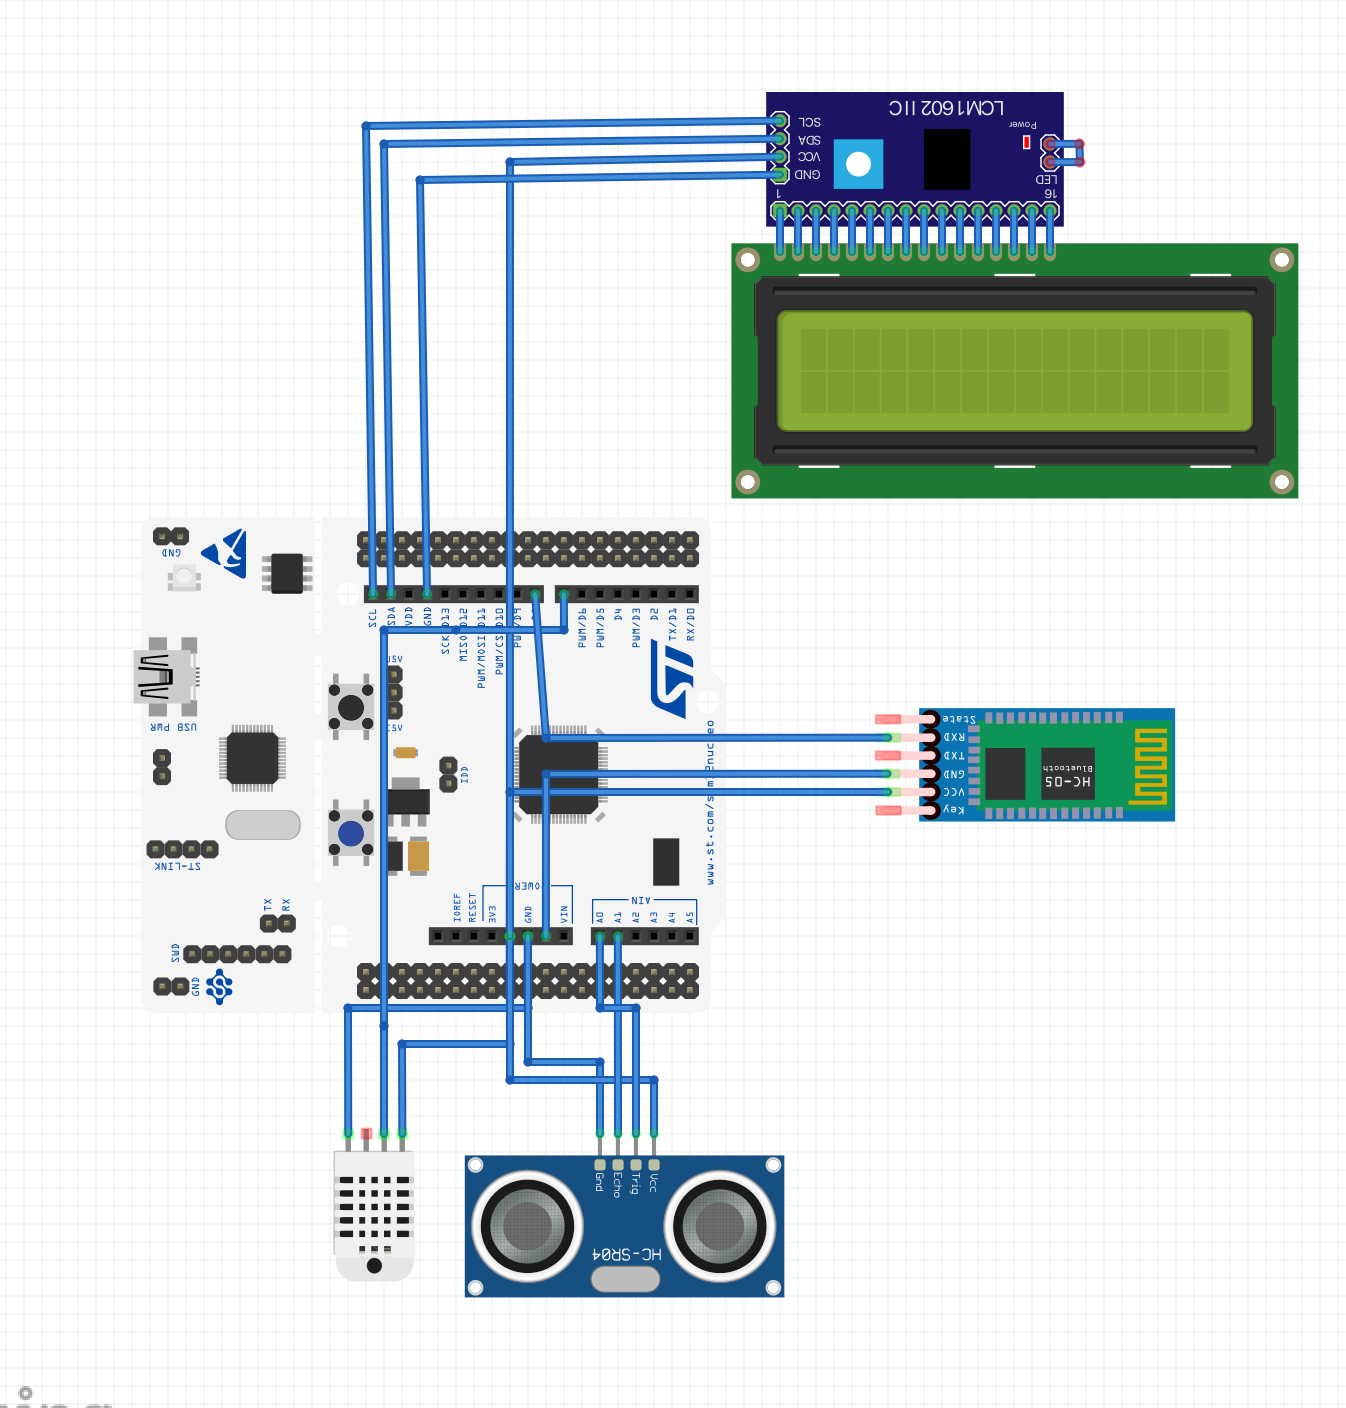 LCM1602 IIC
SCL
SDA
VCC
GND
Power
LED
1
16
GND
SCL
SDA
VDD
GND
SCK/D13
MISO/D12
PWM/MOSI/D11
PWM/CS/D10
PWM/D9
PWM/D6
PWM/D5
D4
PWM/D3
D2
TX/D1
RX/D0
U5V
E5V
USB PWR
IDD
ST-LINK
TX
RX
SWD
GND
IOREF
RESET
3V3
GND
VIN
POWER
AIN
A0
A1
A2
A3
A4
A5
State
RXD
TXD
GND
VCC
Key
HC-05
Bluetooth
Gnd
Echo
Trig
Vcc
HC-SR04